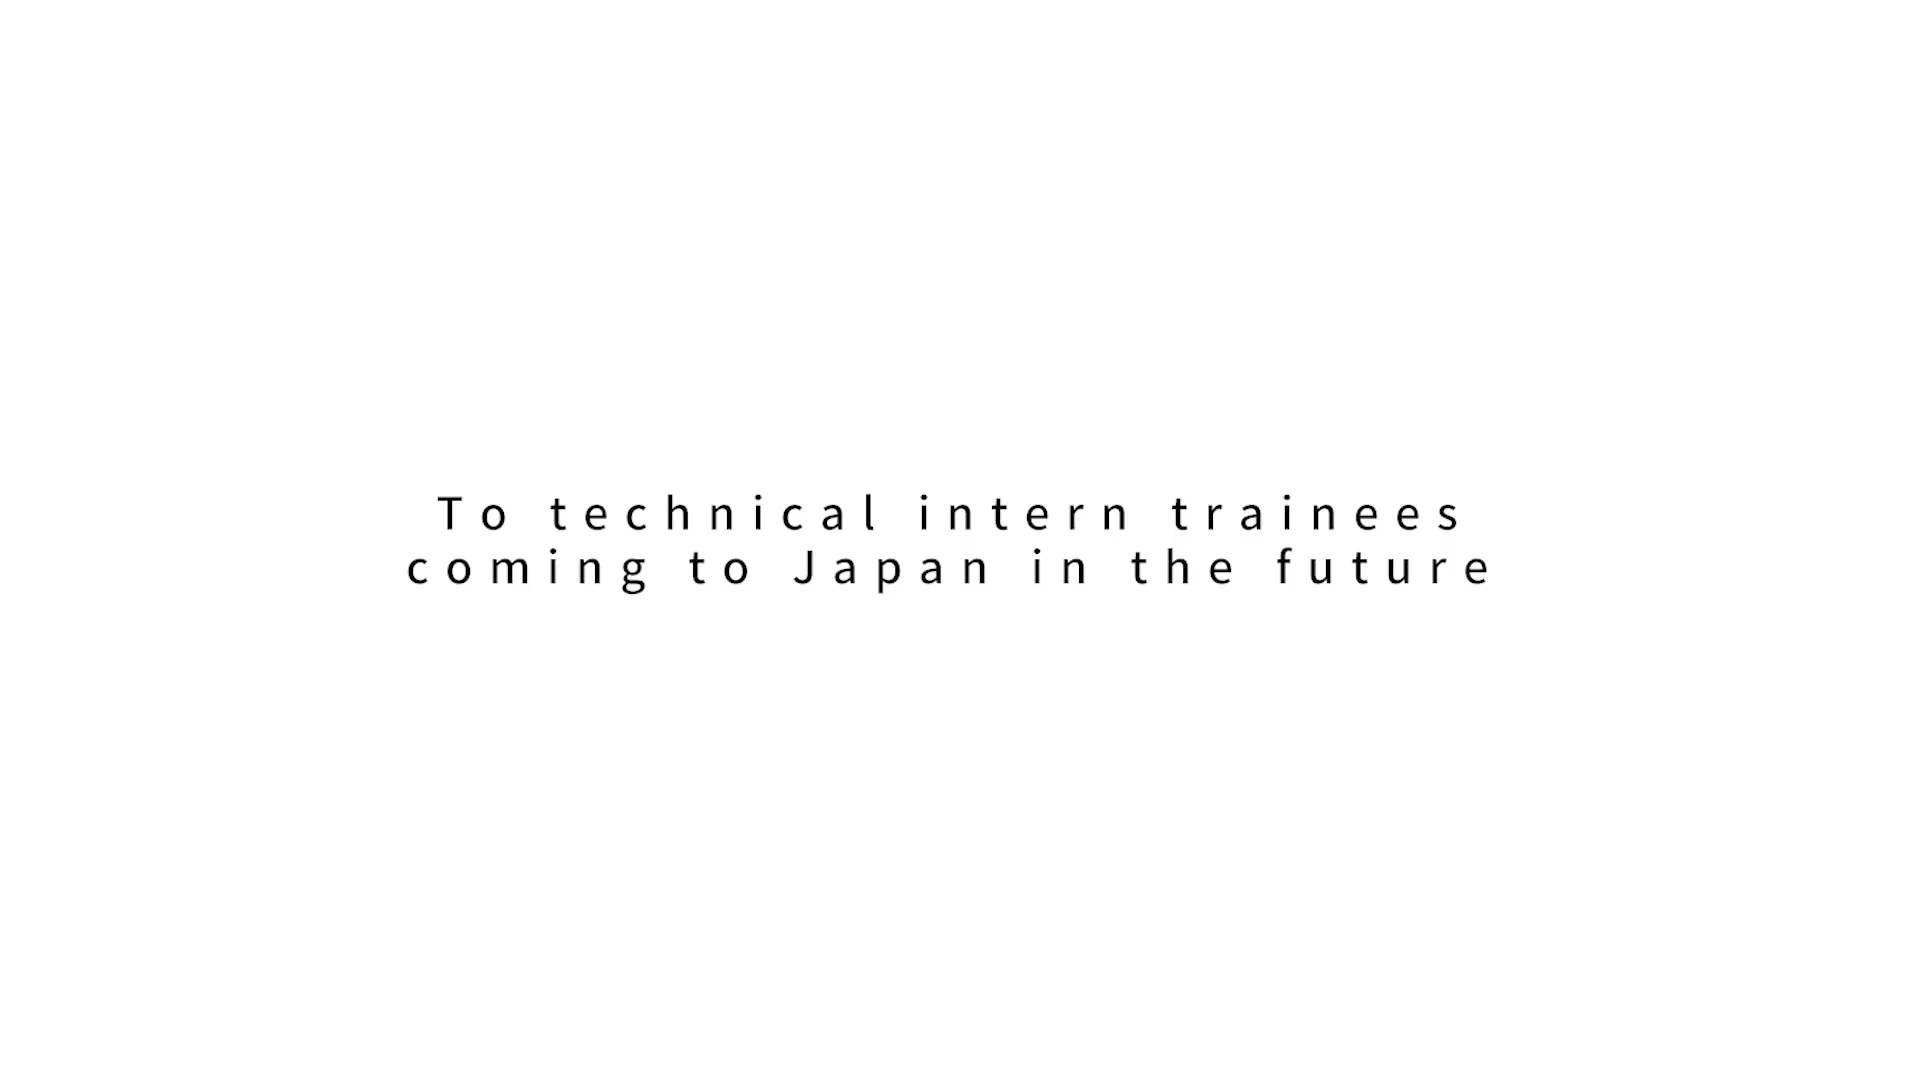 To technical intern trainees
coming to Japan in the future